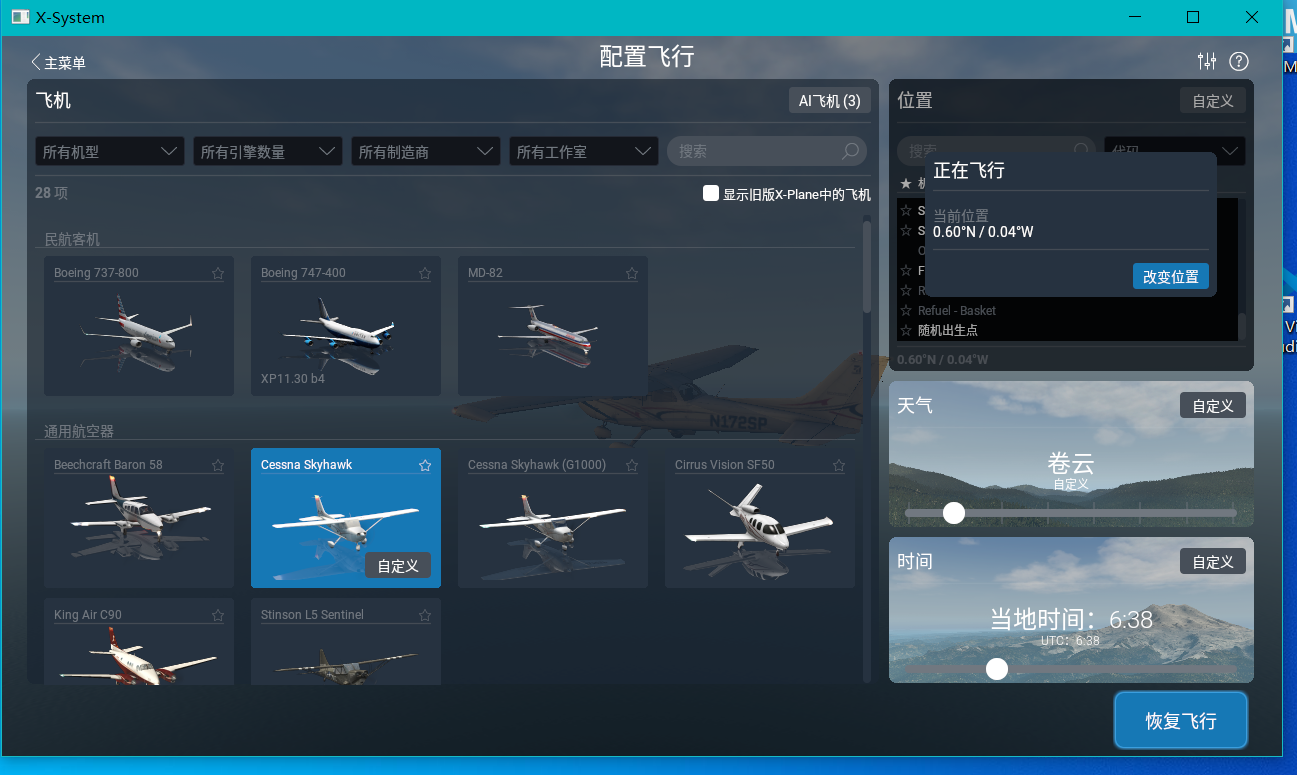 X-System
主菜单
配置飞行
飞机
AI飞机 (3)
所有机型
所有引擎数量
所有制造商
所有工作室
搜索
28 项
显示旧版X-Plane中的飞机
民航客机
Boeing 737-800
Boeing 747-400
MD-82
XP11.30 b4
通用航空器
Beechcraft Baron 58
Cessna Skyhawk
Cessna Skyhawk (G1000)
Cirrus Vision SF50
自定义
King Air C90
Stinson L5 Sentinel
N172SP
位置
自定义
搜索
代码
正在飞行
当前位置
0.60°N / 0.04°W
改变位置
S
S
O
F
R
Refuel - Basket
随机出生点
0.60°N / 0.04°W
天气
自定义
卷云
自定义
时间
自定义
当地时间：6:38
UTC：6:38
恢复飞行